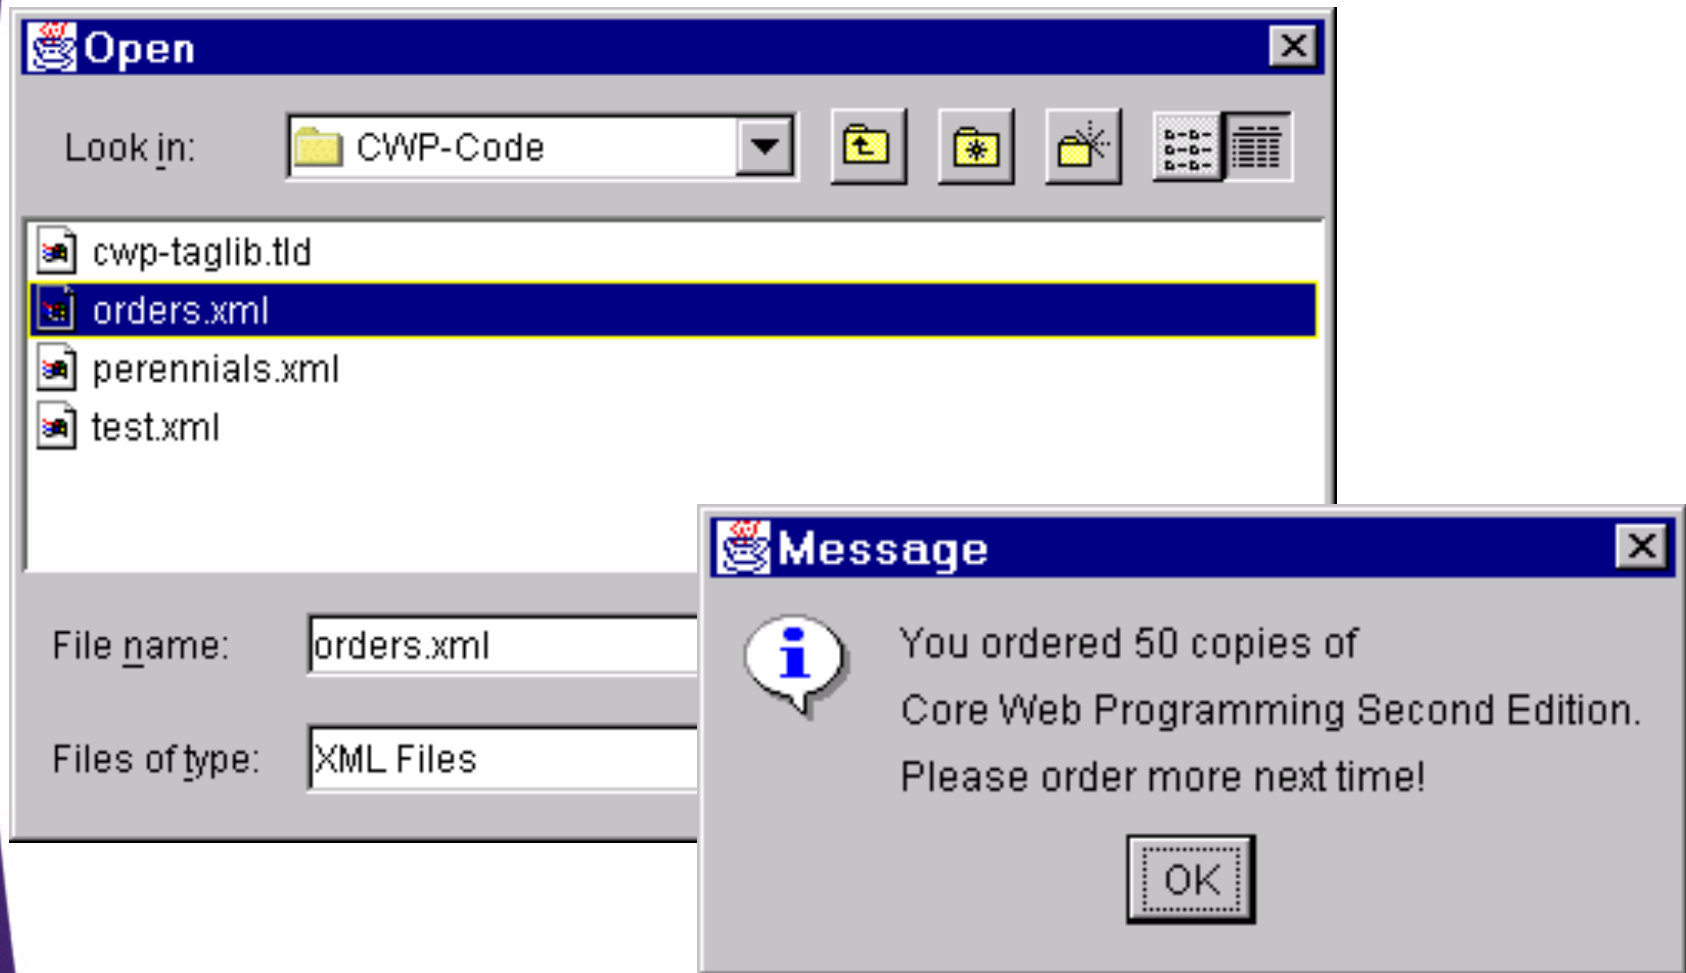 Open
Look in:
CWP-Code
cwp-taglib.tld
orders.xml
perennials.xml
test.xml
File name:
orders.xml
Files of type:
XML Files
Message
You ordered 50 copies of
Core Web Programming Second Edition.
Please order more next time!
OK